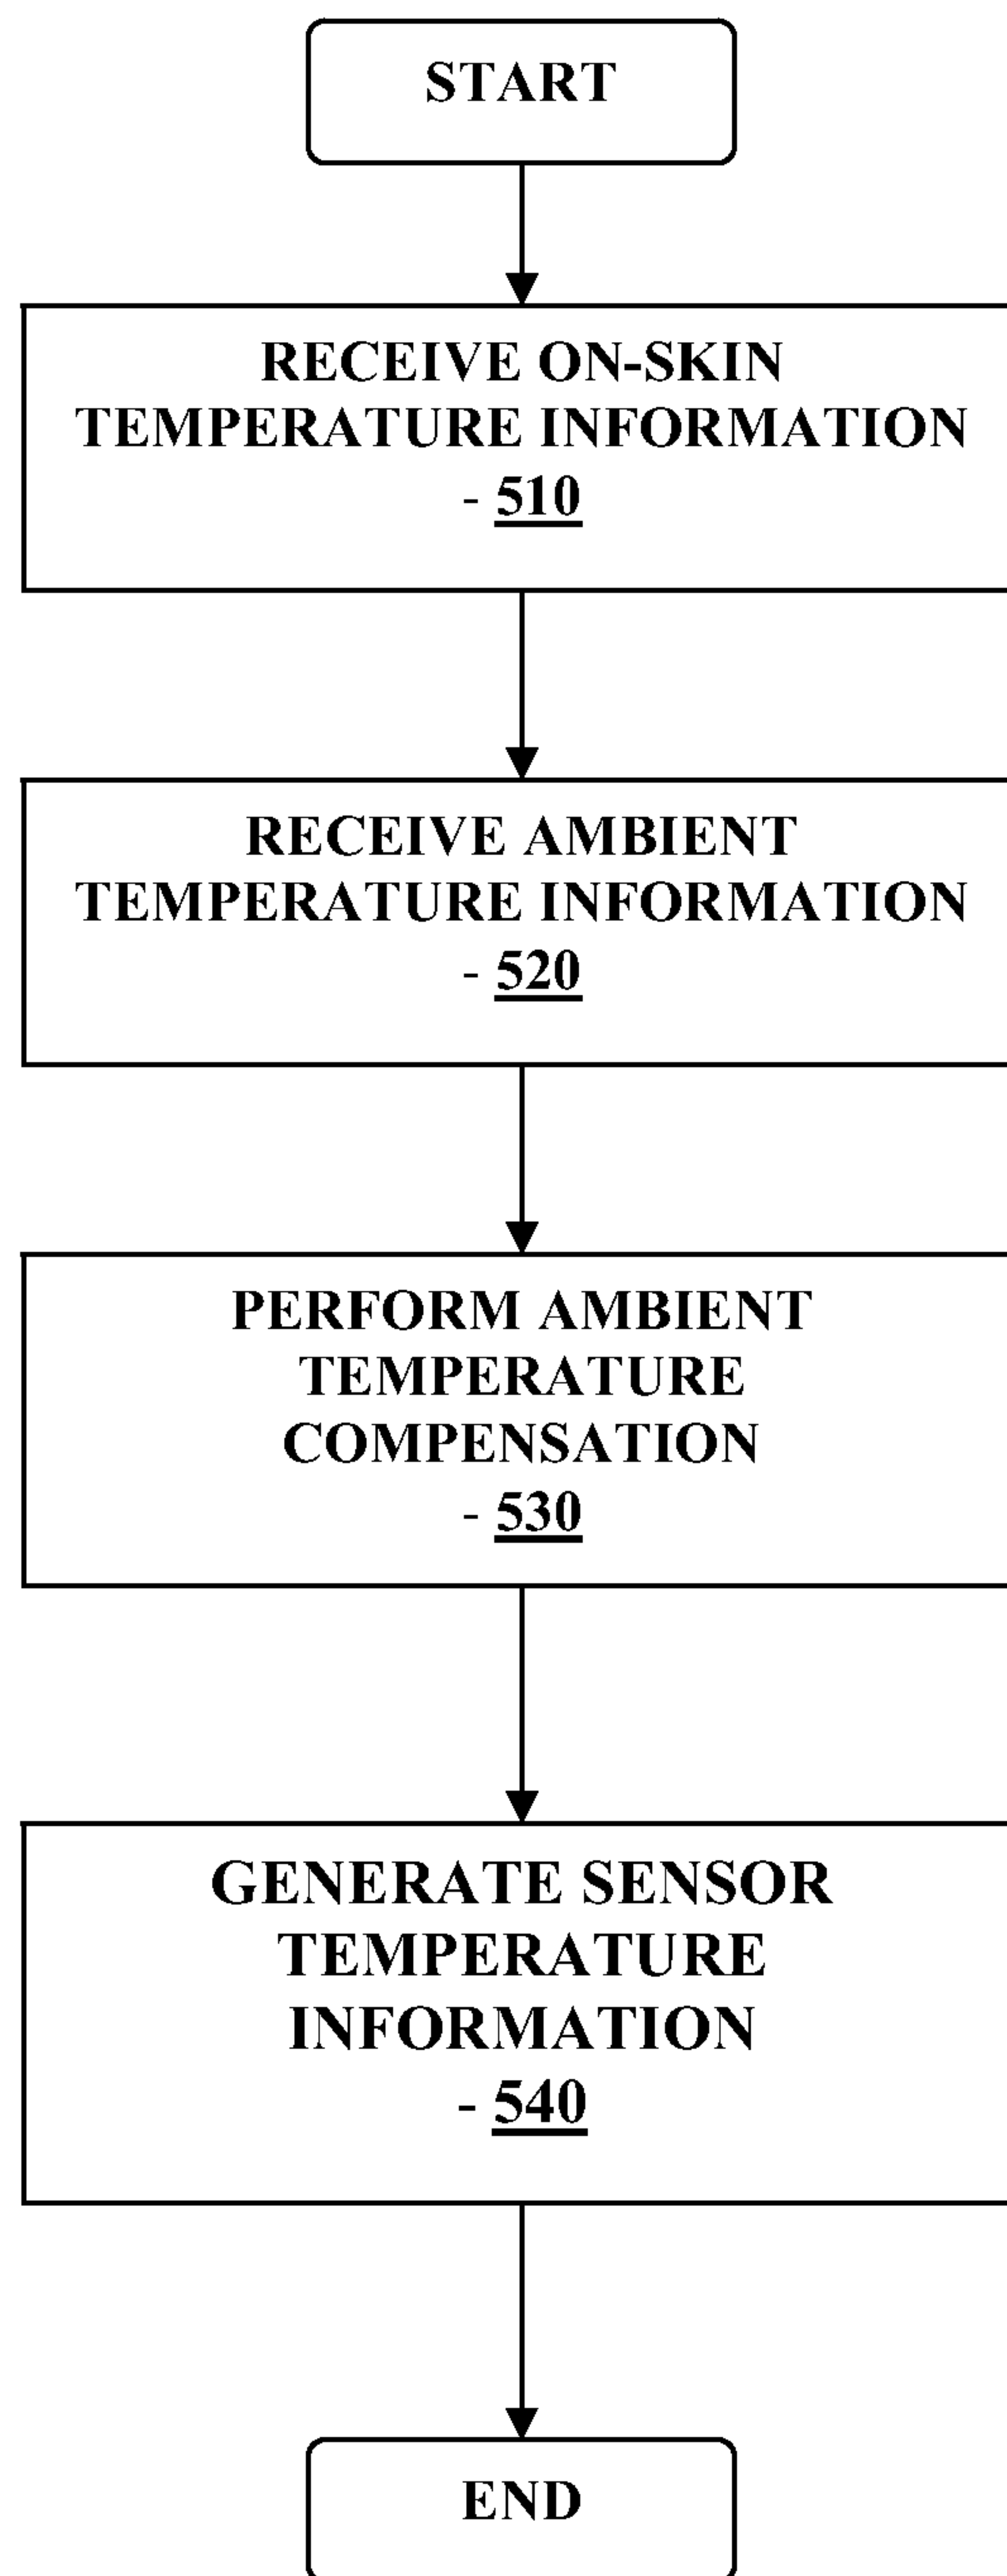 START
RECEIVE ON-SKIN
TEMPERATURE INFORMATION
- 510
RECEIVE AMBIENT
TEMPERATURE INFORMATION
- 520
PERFORM AMBIENT
TEMPERATURE
COMPENSATION
- 530
GENERATE SENSOR
TEMPERATURE
INFORMATION
- 540
END